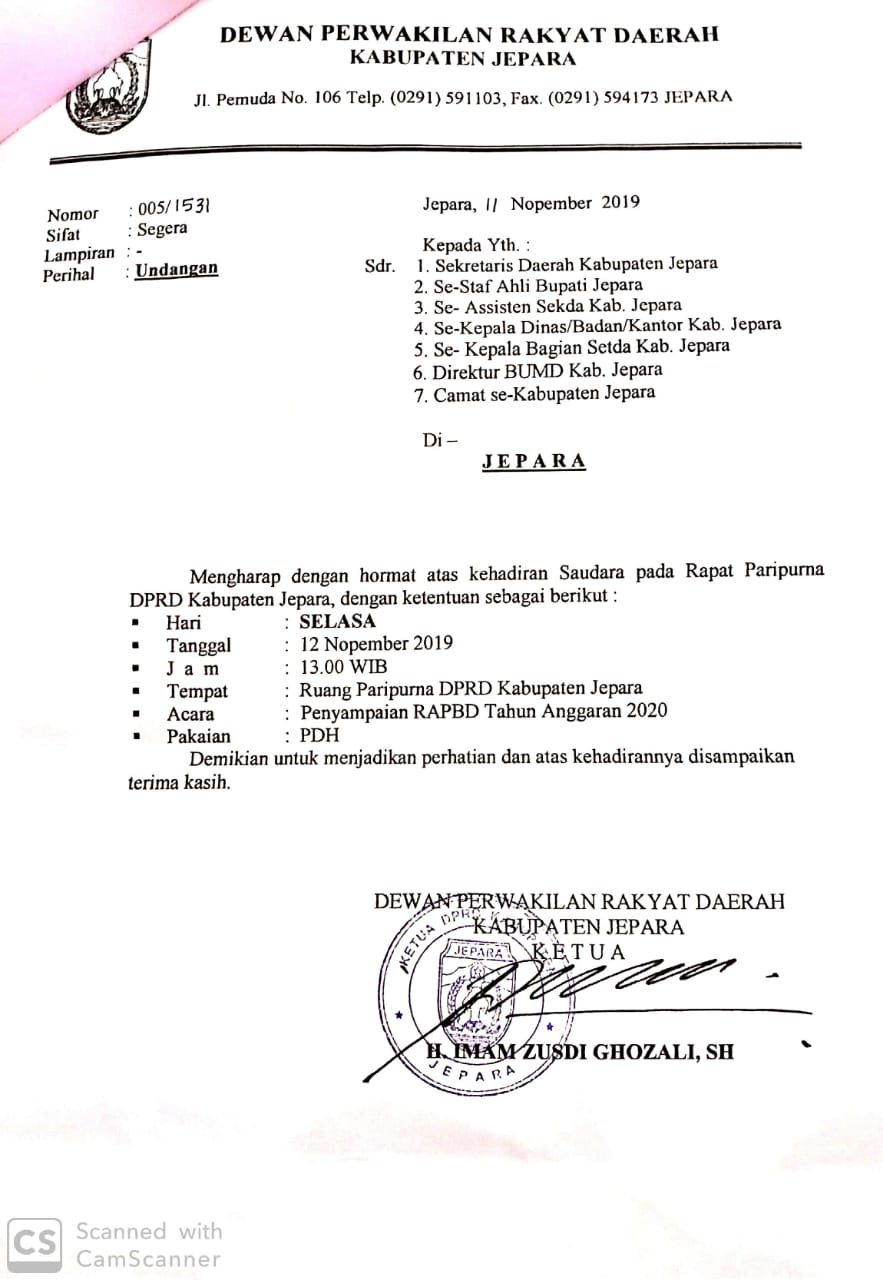 DEWAN PERWAKILAN RAKYAT DAERAH
KABUPATEN JEPARA
Jl. Pemuda No. 106 Telp. (0291) 591103, Fax. (0291) 594173 JEPARA
Nomor : 005/1531
Sifat : Segera
Lampiran : -
Perihal : Undangan
Jepara, 11 Nopember 2019
Kepada Yth. :
Sdr. 1. Sekretaris Daerah Kabupaten Jepara
2. Se-Staf Ahli Bupati Jepara
3. Se- Assisten Sekda Kab. Jepara
4. Se-Kepala Dinas/Badan/Kantor Kab. Jepara
5. Se- Kepala Bagian Setda Kab. Jepara
6. Direktur BUMD Kab. Jepara
7. Camat se-Kabupaten Jepara
Di –
J E P A R A
Mengharap dengan hormat atas kehadiran Saudara pada Rapat Paripurna
DPRD Kabupaten Jepara, dengan ketentuan sebagai berikut :
▪ Hari : SELASA
▪ Tanggal : 12 Nopember 2019
▪ J a m : 13.00 WIB
▪ Tempat : Ruang Paripurna DPRD Kabupaten Jepara
▪ Acara : Penyampaian RAPBD Tahun Anggaran 2020
▪ Pakaian : PDH
Demikian untuk menjadikan perhatian dan atas kehadirannya disampaikan
terima kasih.
DEWAN PERWAKILAN RAKYAT DAERAH
KABUPATEN JEPARA
K E T U A
KETUA DPRD
JEPARA
H. IMAM ZUSDI GHOZALI, SH
JEPARA
CS Scanned with
CamScanner